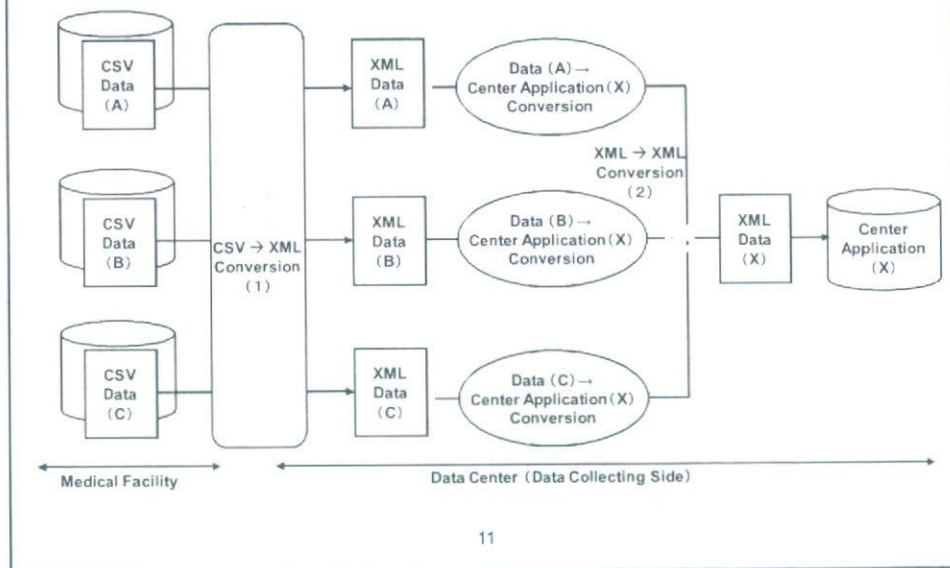 CSV
Data
(A)
XML
Data
(A)
Data (A)→
Center Application(X)
Conversion
XML → XML
Conversion
(2)
CSV
Data
(B)
CSV → XML
Conversion
(1)
XML
Data
(B)
Data (B)→
Center Application(X)
Conversion
XML
Data
(X)
Center
Application
(X)
CSV
Data
(C)
XML
Data
(C)
Data (C)→
Center Application(X)
Conversion
Medical Facility
Data Center (Data Collecting Side)
11